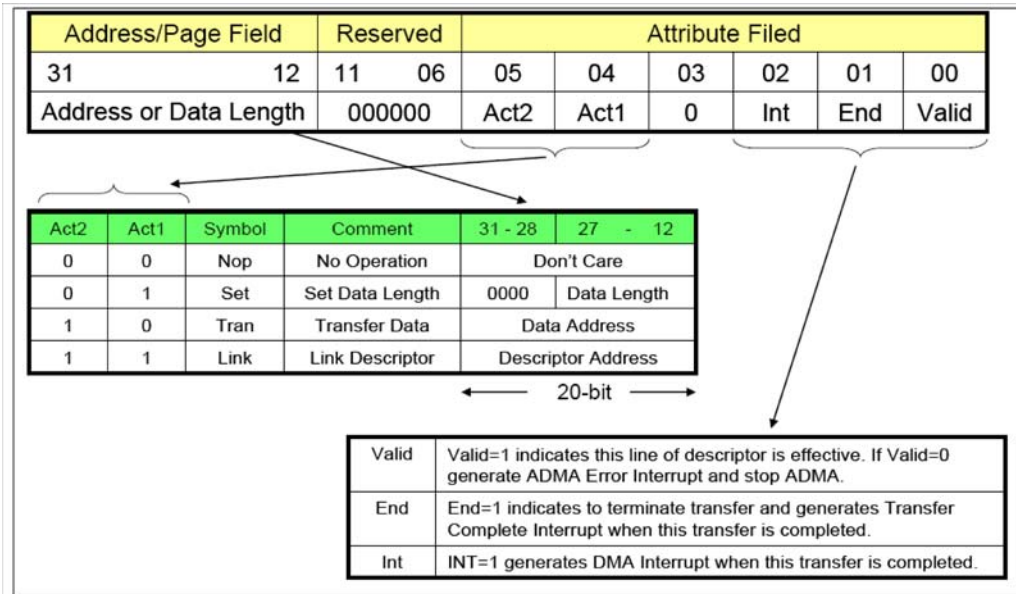 Address/Page Field Reserved Attribute Filed
31 12 11 06 05 04 03 02 01 00
Address or Data Length 000000 Act2 Act1 0 Int End Valid
Act2 Act1 Symbol Comment 31 - 28 27 - 12
0 0 Nop No Operation Don't Care
0 1 Set Set Data Length 0000 Data Length
1 0 Tran Transfer Data Data Address
1 1 Link Link Descriptor Descriptor Address
20-bit
Valid Valid=1 indicates this line of descriptor is effective. If Valid=0
generate ADMA Error Interrupt and stop ADMA.
End End=1 indicates to terminate transfer and generates Transfer
Complete Interrupt when this transfer is completed.
Int INT=1 generates DMA Interrupt when this transfer is completed.